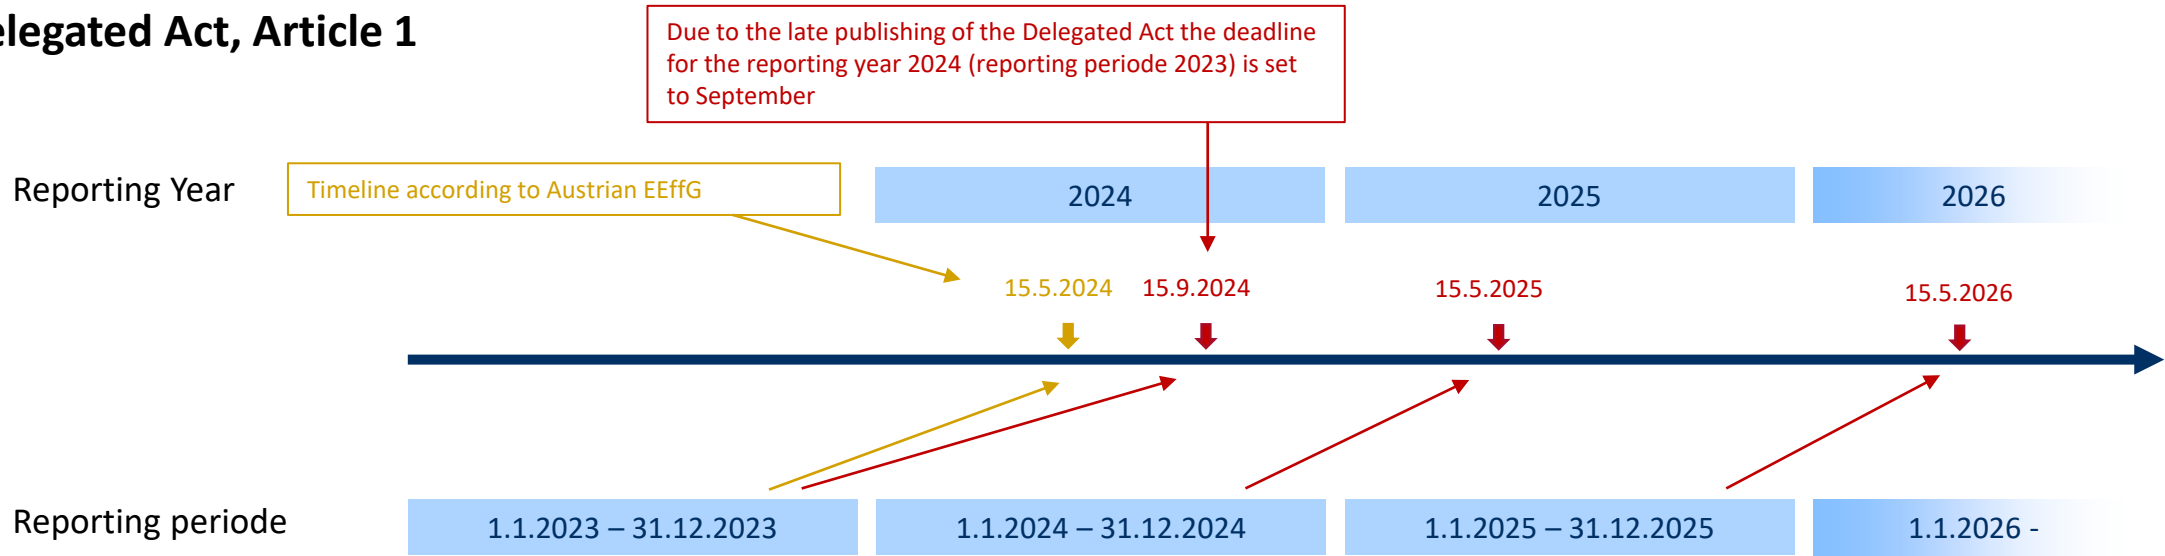 elegated Act, Article 1
Due to the late publishing of the Delegated Act the deadline
for the reporting year 2024 (reporting periode 2023) is set
to September
Reporting Year
Timeline according to Austrian EEffG
2024
2025
2026
15.5.2024
15.9.2024
15.5.2025
15.5.2026
Reporting periode
1.1.2023 – 31.12.2023
1.1.2024 – 31.12.2024
1.1.2025 – 31.12.2025
1.1.2026 -